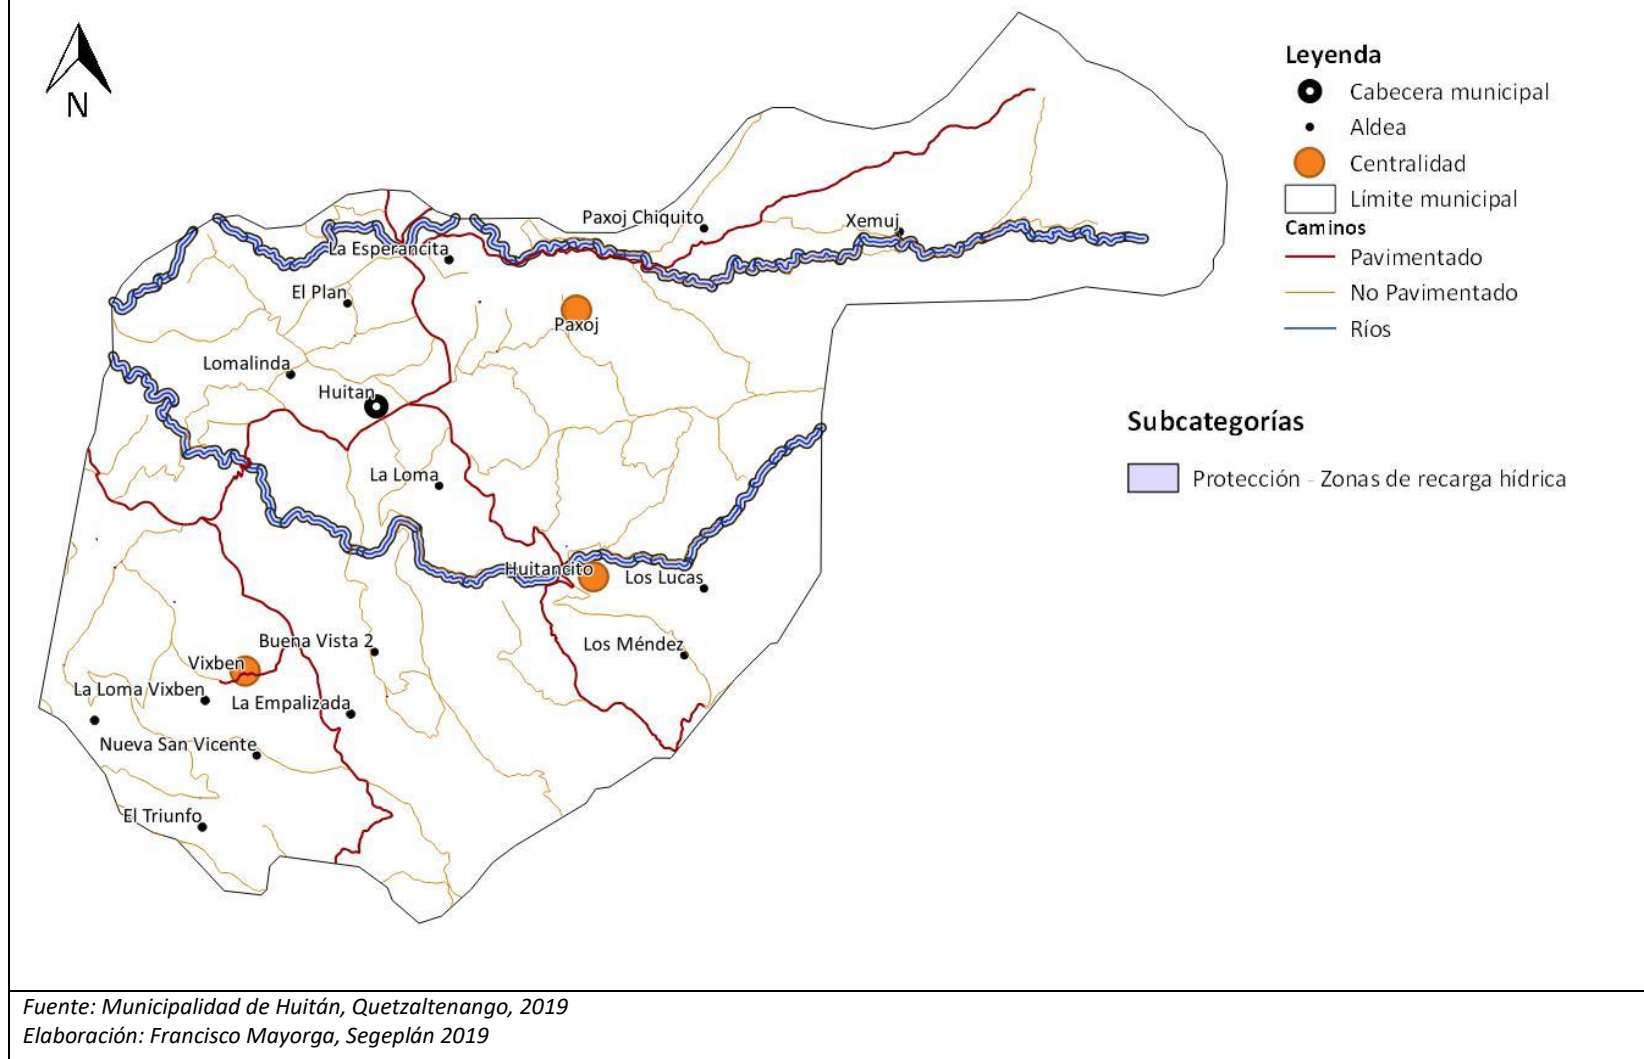 N
Leyenda
Cabecera municipal
Aldea
Centralidad
Límite municipal
Caminos
Pavimentado
No Pavimentado
Ríos
Subcategorías
Protección - Zonas de recarga hídrica
Paxoj Chiquito
Xemuj
La Esperancita
El Plan
Paxoj
Lomalinda
Huitan
La Loma
Huitancito
Los Lucas
Buena Vista 2
Los Méndez
Vixben
La Loma Vixben
La Empalizada
Nueva San Vicente
El Triunfo
Fuente: Municipalidad de Huitán, Quetzaltenango, 2019
Elaboración: Francisco Mayorga, Segeplán 2019